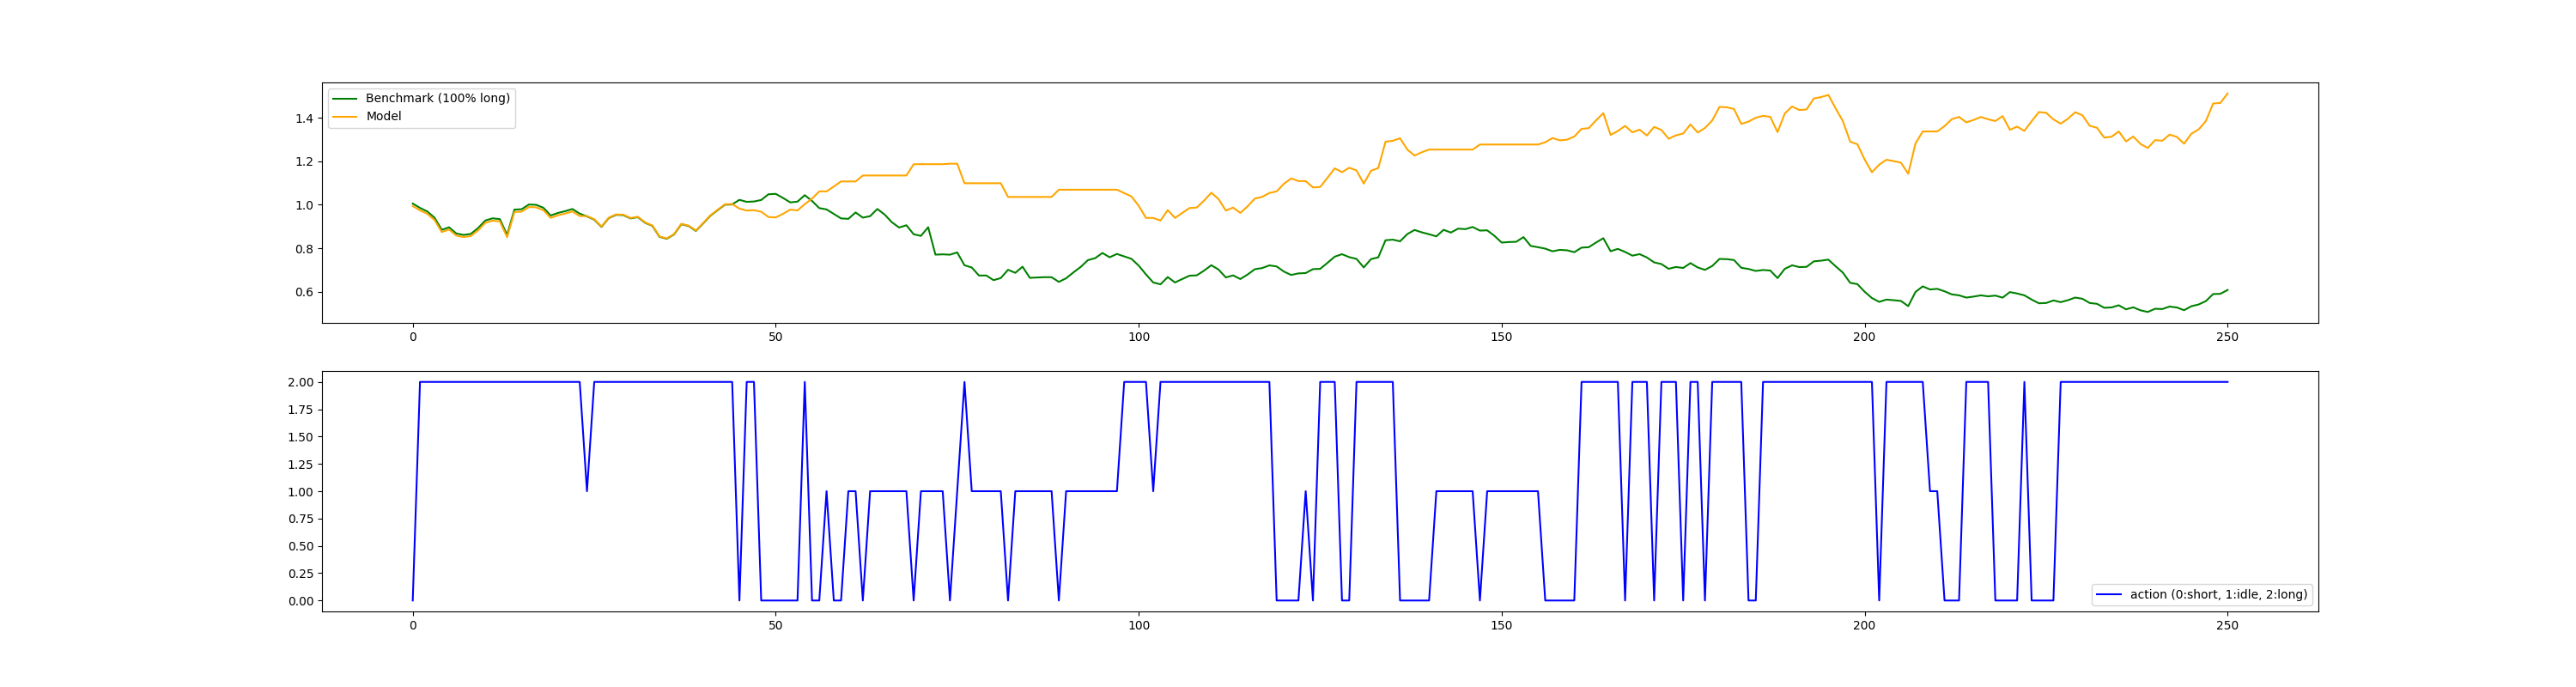 Benchmark (100% long)
Model
1.4
1.2
1.0
0.8
0.6
0 50 100 150 200 250
2.00
1.75
1.50
1.25
1.00
0.75
0.50
0.25
0.00
action (0:short, 1:idle, 2:long)
0 50 100 150 200 250